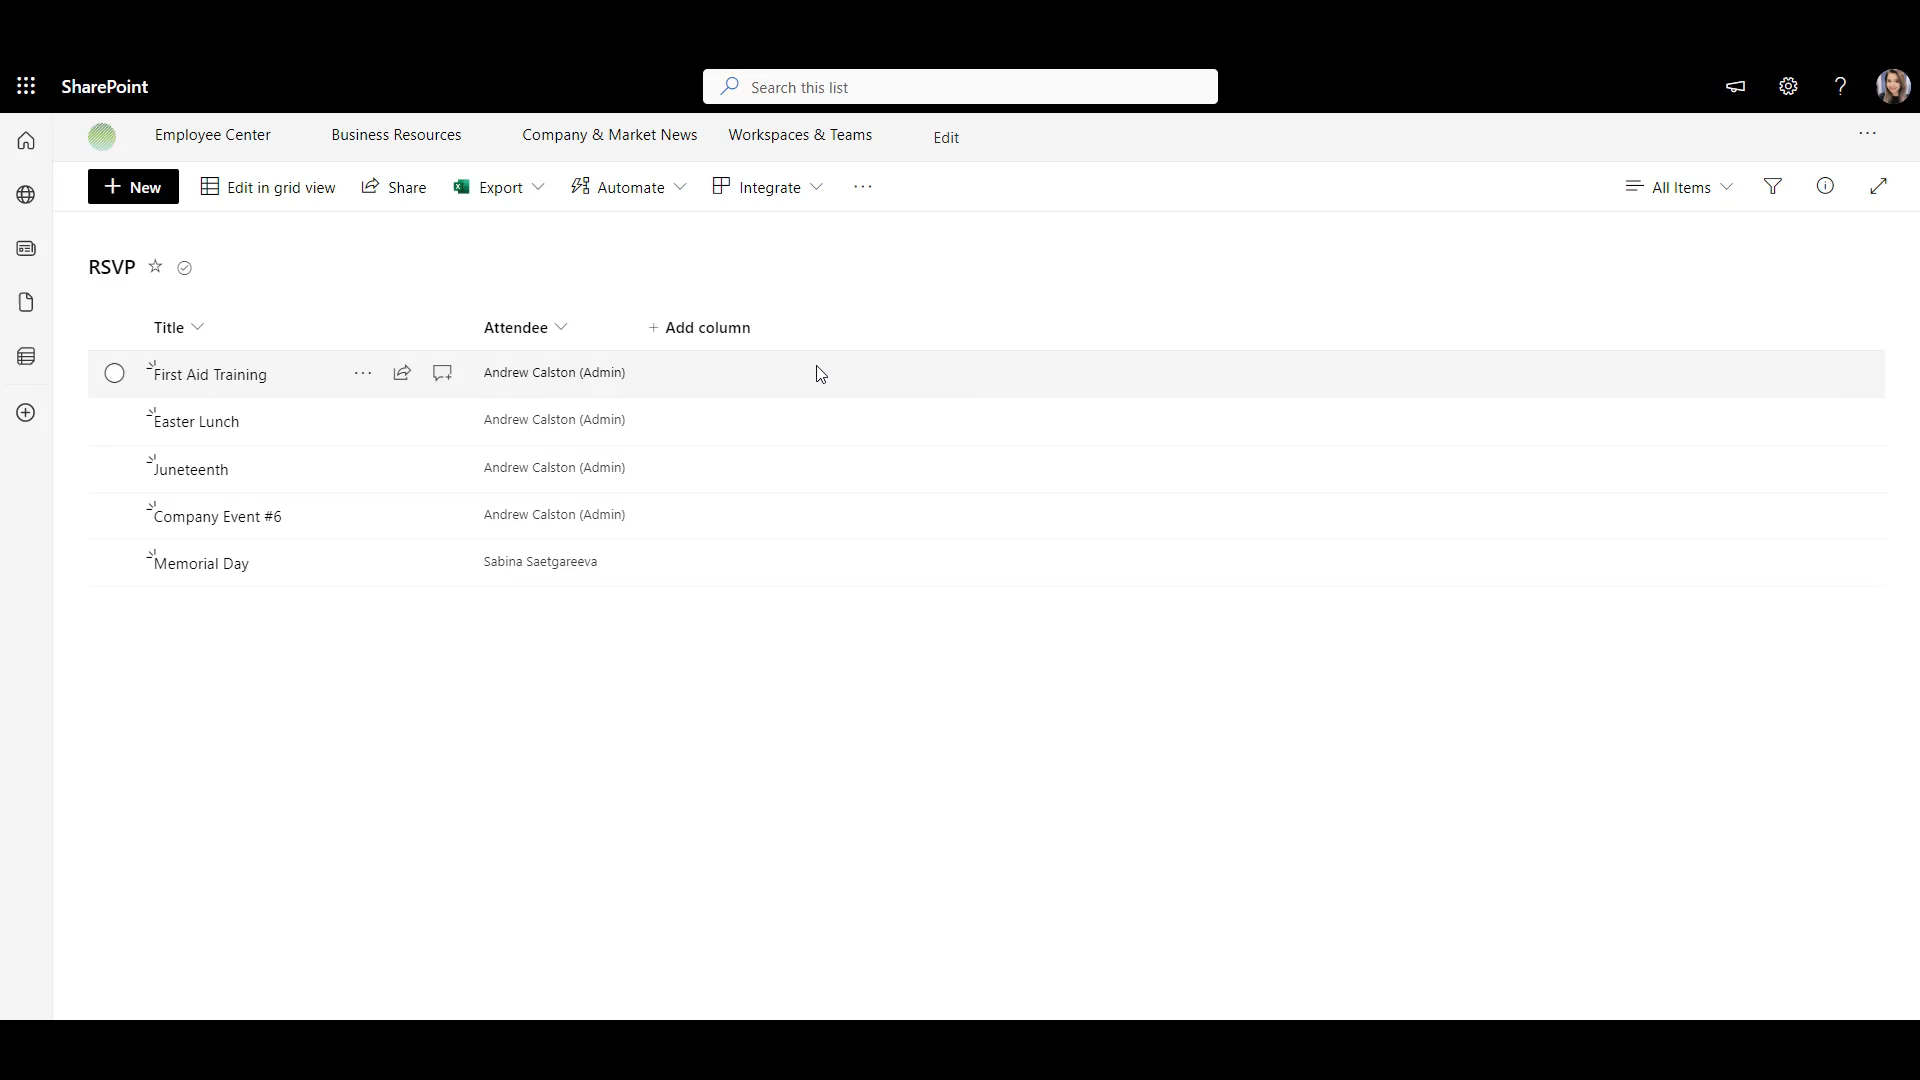 SharePoint
Search this list
Employee Center Business Resources Company & Market News Workspaces & Teams Edit
New Edit in grid view Share Export Automate Integrate All Items
RSVP
Title Attendee + Add column
First Aid Training Andrew Calston (Admin)
Easter Lunch Andrew Calston (Admin)
Juneteenth Andrew Calston (Admin)
Company Event #6 Andrew Calston (Admin)
Memorial Day Sabina Saetgareeva